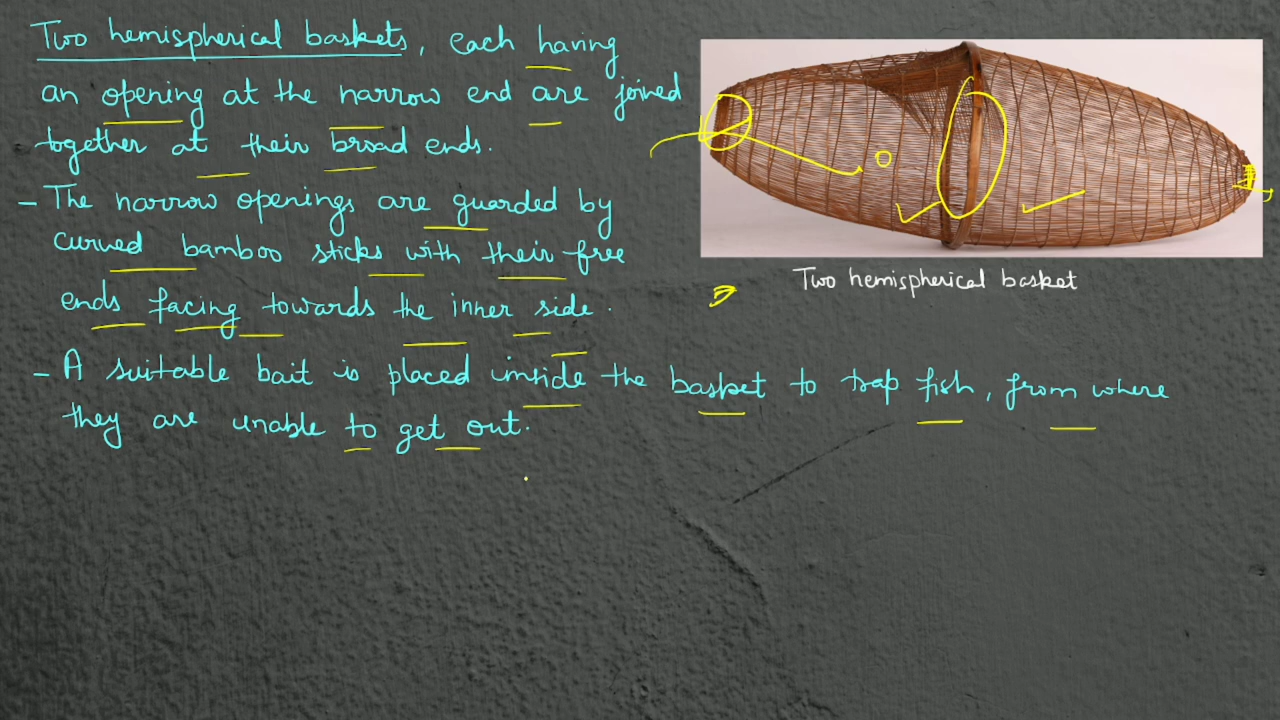 Two hemispherical baskets, each having
an opening at the narrow end are joined
together at their broad ends.
- The narrow openings are guarded by
curved bamboo sticks with their free
ends facing towards the inner side.
- A suitable bait is placed inside the basket to trap fish, from where
they are unable to get out.
Two hemispherical basket